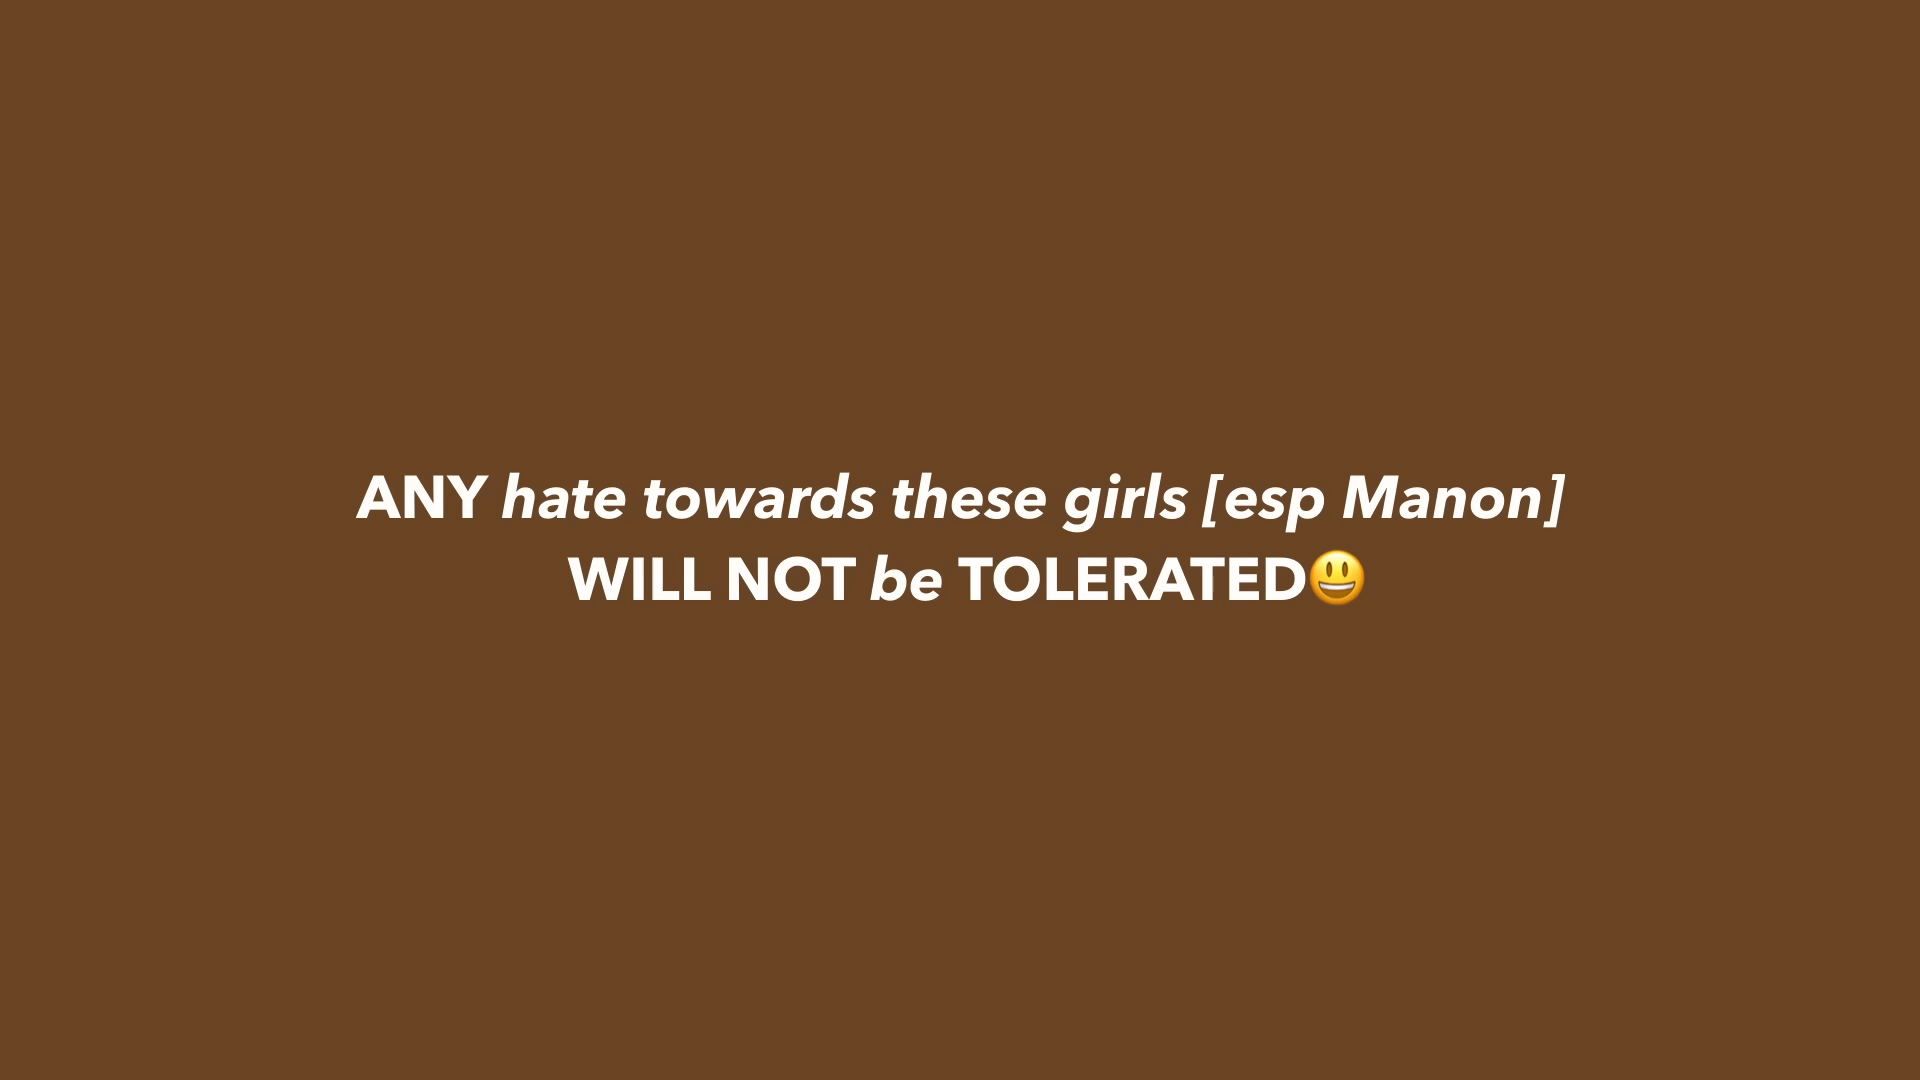 ANY hate towards these girls [esp Manon]
WILL NOT be TOLERATED😃